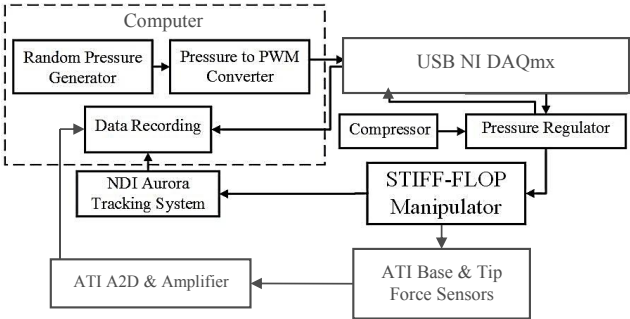 Computer
Random Pressure
Generator
Pressure to PWM
Converter
USB NI DAQmx
Data Recording
Compressor
Pressure Regulator
NDI Aurora
Tracking System
STIFF-FLOP
Manipulator
ATI A2D & Amplifier
ATI Base & Tip
Force Sensors